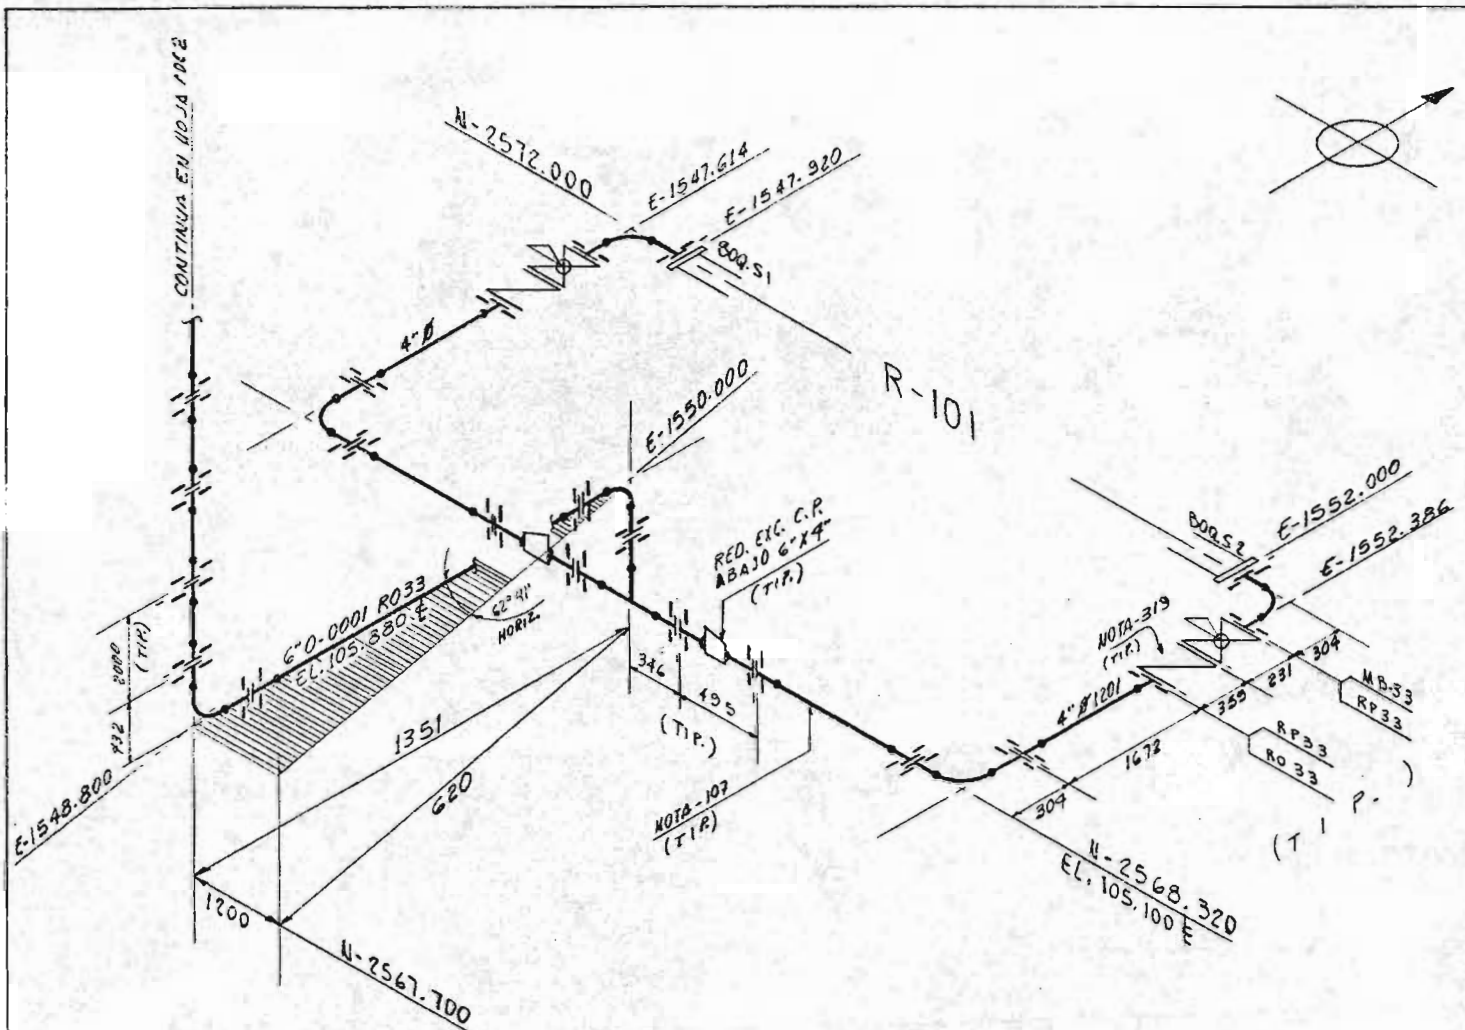 CONTINUA EN HOJA 1 DE 2
N-2572.000
E-1547.614
E-1547.920
BOQ.S1
4"Ø
R-101
E-1550.000
RED. EXC. C.P.
ABAJO 6"X4"
(TIP.)
6"O-0001 RO33
EL.105.880 ℄
62°41'
HORIZ.
2000
(TIP.)
432
E-1548.800
1351
620
1200
N-2567.700
346
495
(TIP.)
NOTA-107
(TIP.)
BOQ.S2
E-1552.000
E-1552.386
NOTA-319
(TIP.)
4"Ø1201
304
231
359
1672
304
MB-33
RP33
RP33
RO 33
(TIP.)
N-2568.320
EL.105.100 ℄